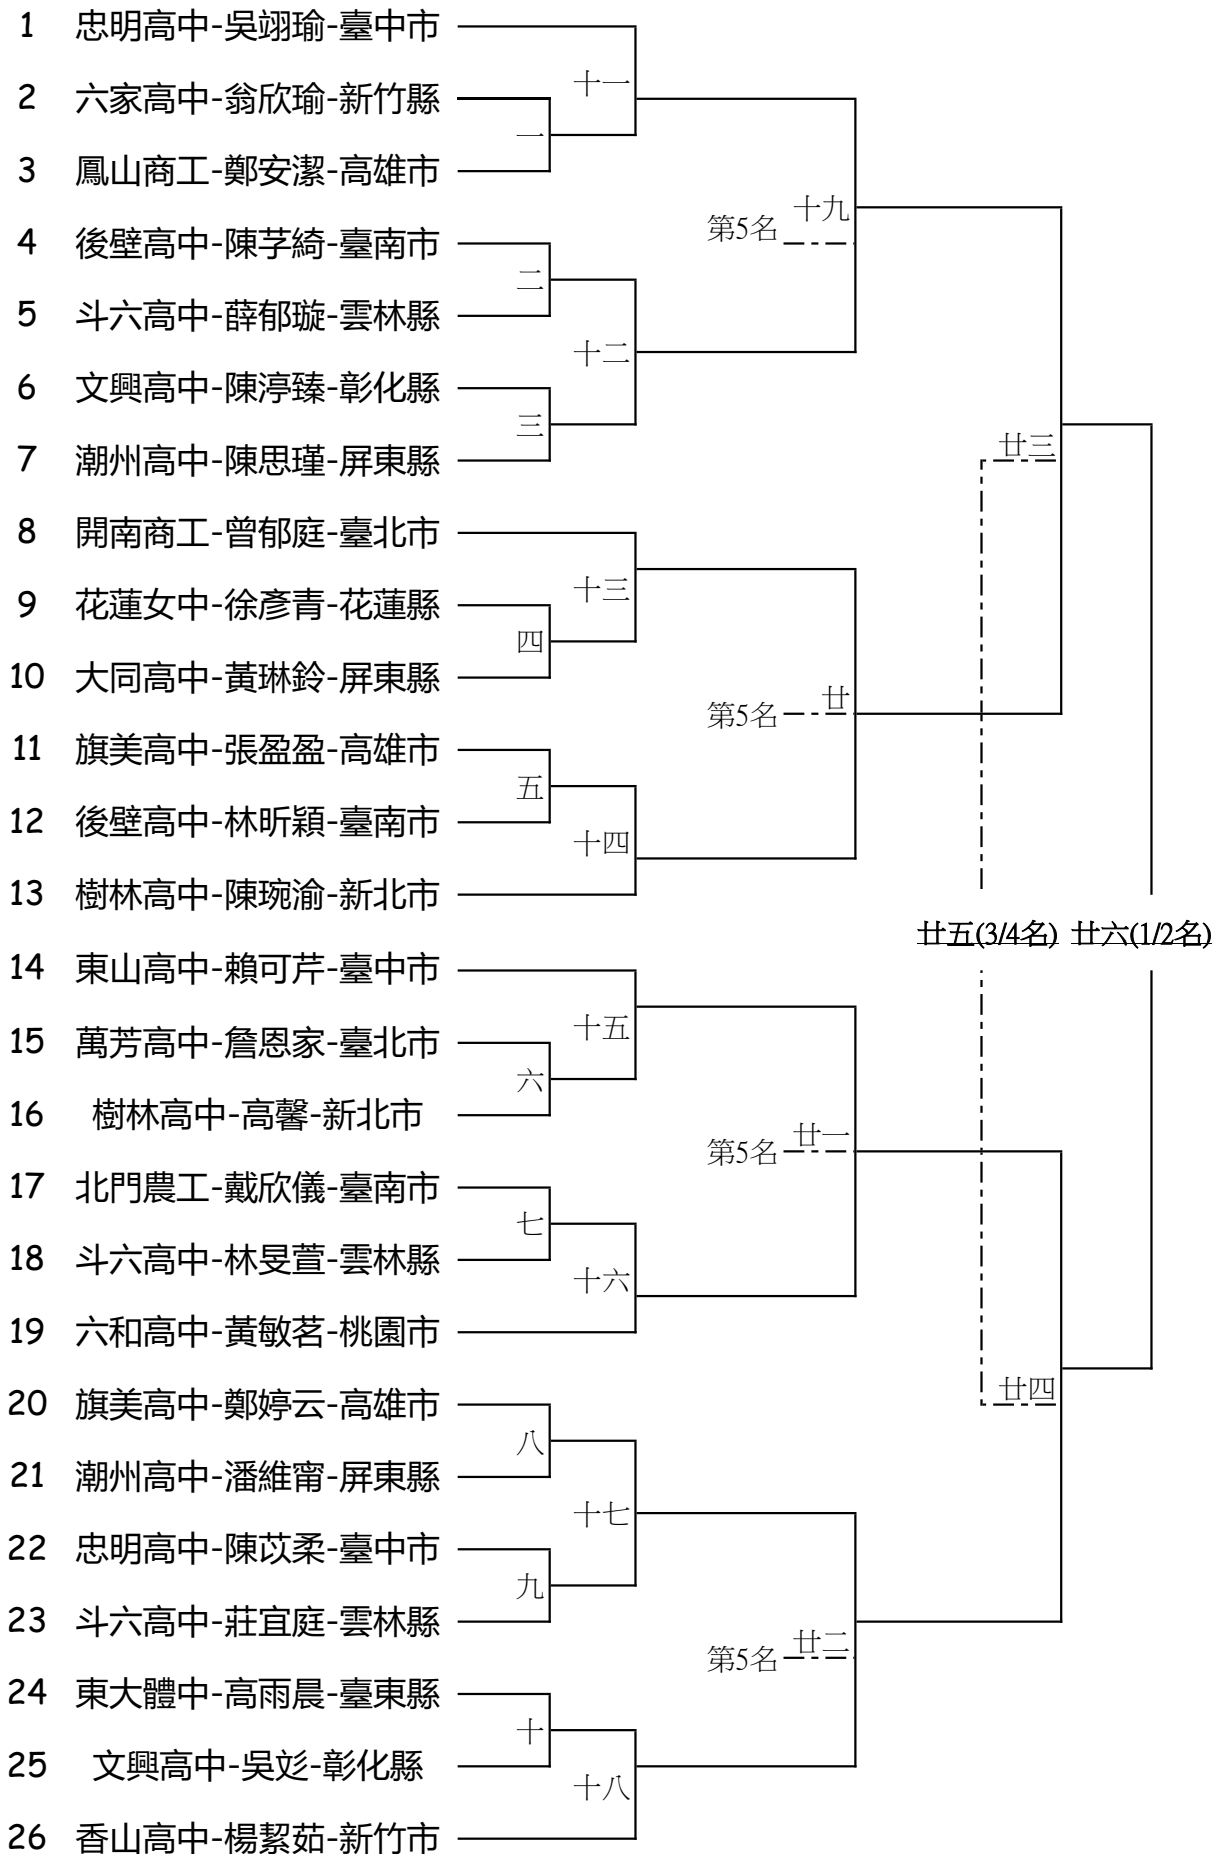 1 忠明高中-吳翊瑜-臺中市
十一
2 六家高中-翁欣瑜-新竹縣
一
3 鳳山商工-鄭安潔-高雄市
十九
第5名
4 後壁高中-陳芓綺-臺南市
二
5 斗六高中-薛郁璇-雲林縣
十二
6 文興高中-陳渟臻-彰化縣
三
廿三
7 潮州高中-陳思瑾-屏東縣
8 開南商工-曾郁庭-臺北市
十三
9 花蓮女中-徐彥青-花蓮縣
四
10 大同高中-黃琳鈴-屏東縣
廿
第5名
11 旗美高中-張盈盈-高雄市
五
12 後壁高中-林昕穎-臺南市
十四
13 樹林高中-陳琬渝-新北市
廿五(3/4名) 廿六(1/2名)
14 東山高中-賴可芹-臺中市
十五
15 萬芳高中-詹恩家-臺北市
六
16 樹林高中-高馨-新北市
廿一
第5名
17 北門農工-戴欣儀-臺南市
七
18 斗六高中-林旻萱-雲林縣
十六
19 六和高中-黃敏茗-桃園市
廿四
20 旗美高中-鄭婷云-高雄市
八
21 潮州高中-潘維甯-屏東縣
十七
22 忠明高中-陳苡柔-臺中市
九
23 斗六高中-莊宜庭-雲林縣
廿二
第5名
24 東大體中-高雨晨-臺東縣
十
25 文興高中-吳彣-彰化縣
十八
26 香山高中-楊絜茹-新竹市